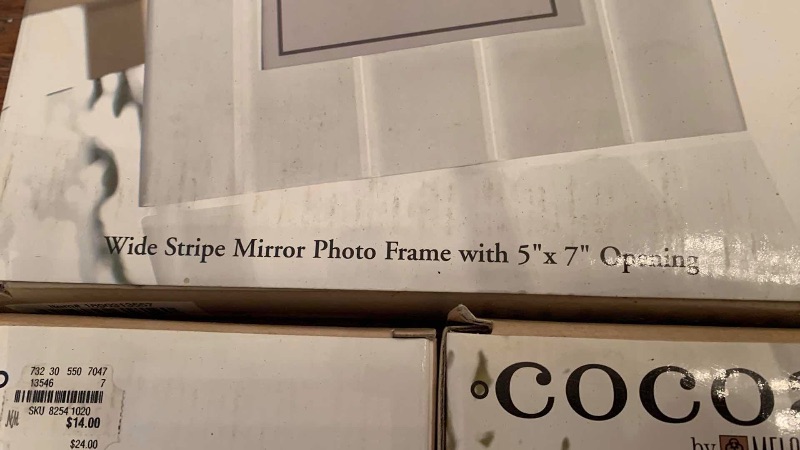 Wide Stripe Mirror Photo Frame with 5"x 7" Opening
732 30 550 7047
13546 7
SKU 8254 1020
$14.00
$24.00
COCO
by